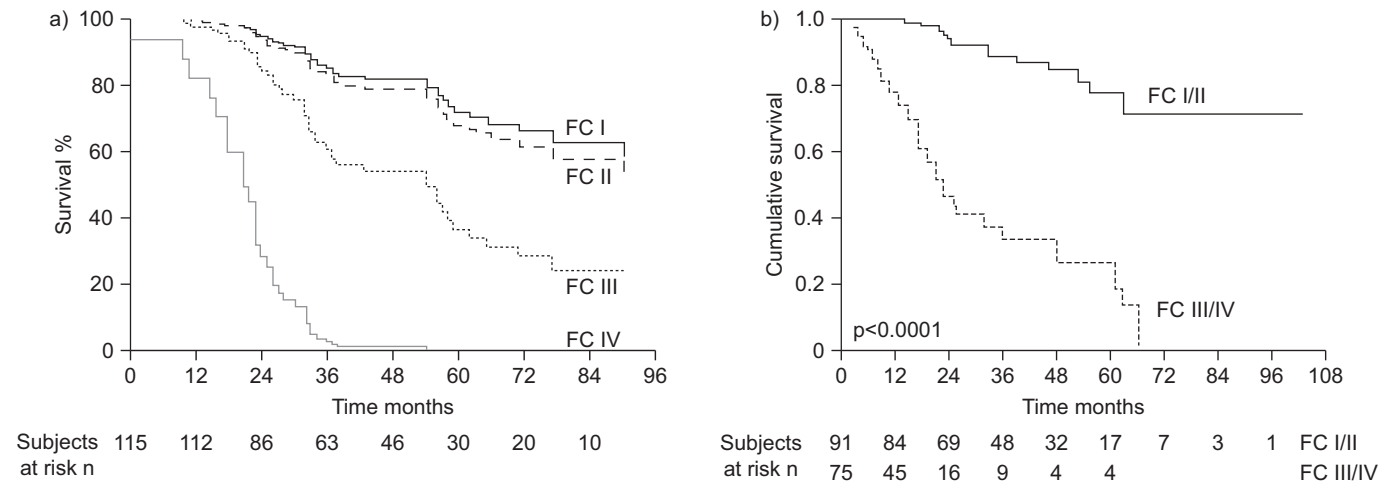 a)
Survival %
100
80
60
40
20
0
FC I
FC II
FC III
FC IV
0 12 24 36 48 60 72 84 96
Time months
Subjects at risk n
115 112 86 63 46 30 20 10
b)
Cumulative survival
1.0
0.8
0.6
0.4
0.2
0
FC I/II
FC III/IV
p<0.0001
0 12 24 36 48 60 72 84 96 108
Time months
Subjects at risk n
91 84 69 48 32 17 7 3 1 FC I/II
75 45 16 9 4 4 FC III/IV